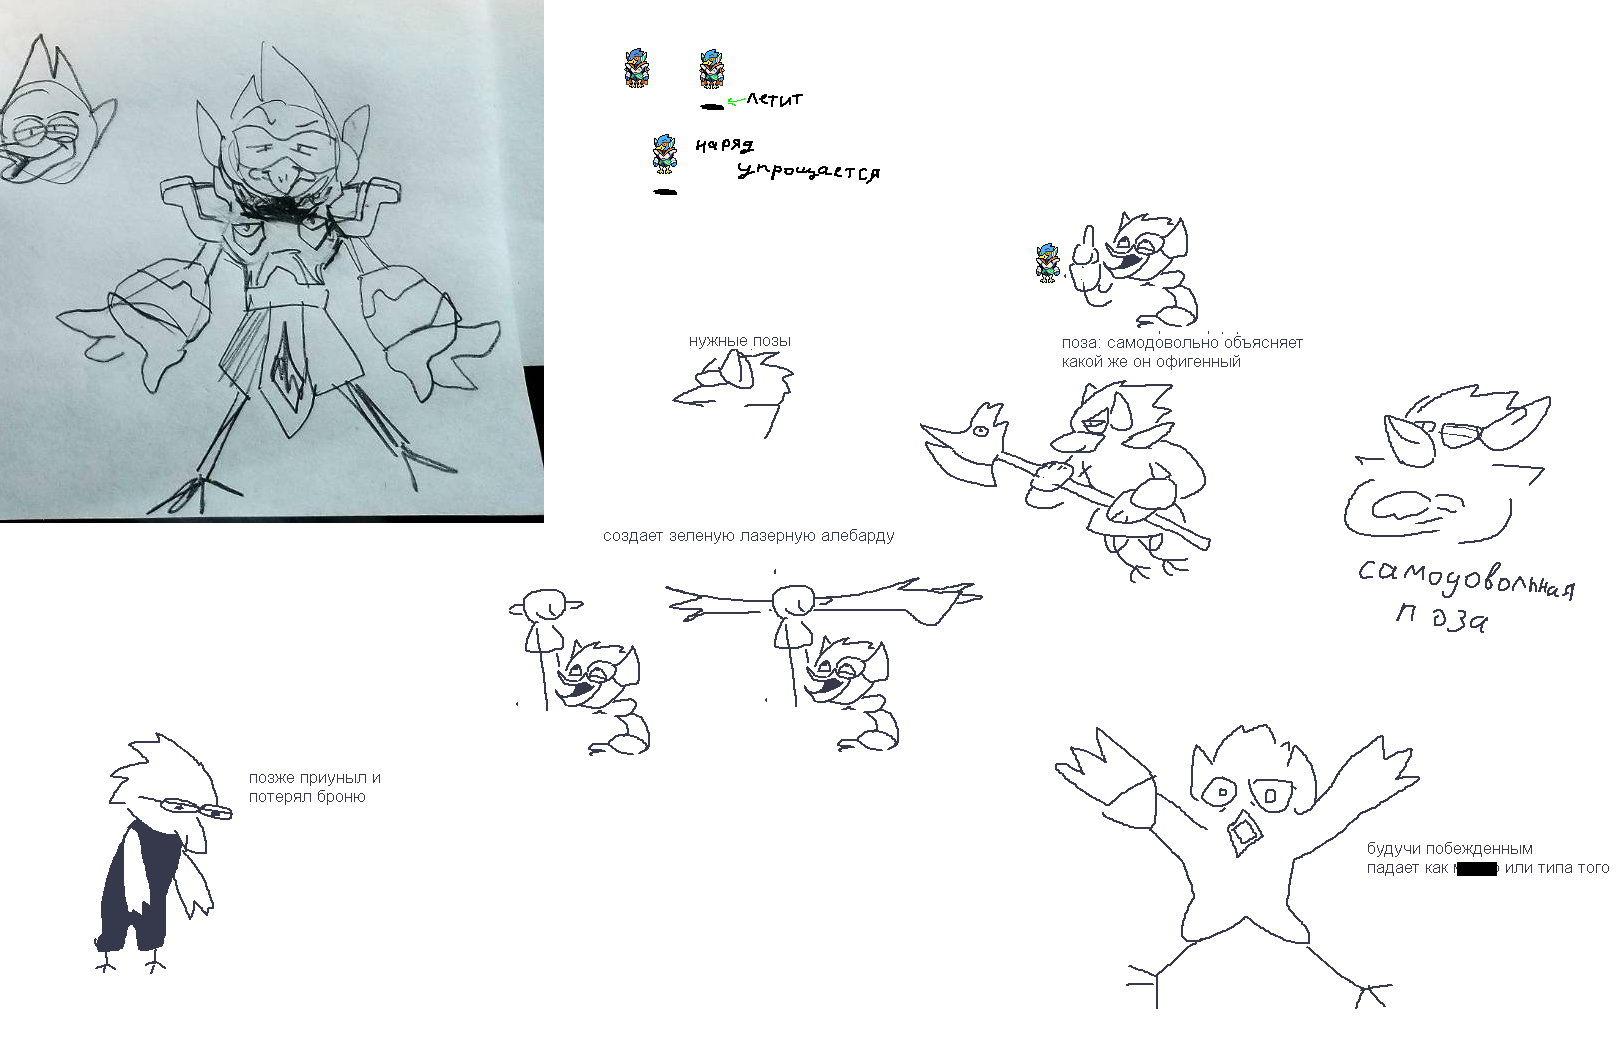 летит
наряд
упрощается
нужные позы
поза: самодовольно объясняет
какой же он офигенный
создает зеленую лазерную алебарду
самодовольная
поза
позже приуныл и
потерял броню
будучи побежденным
падает как или типа того